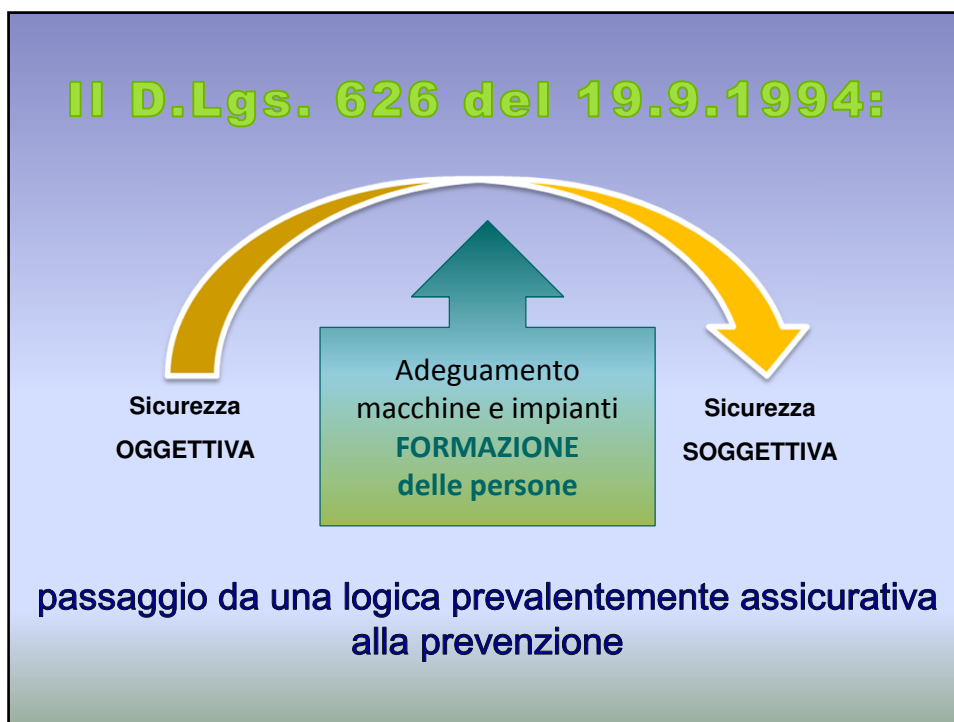 Il D.Lgs. 626 del 19.9.1994:
Sicurezza
OGGETTIVA
Adeguamento
macchine e impianti
FORMAZIONE
delle persone
Sicurezza
SOGGETTIVA
passaggio da una logica prevalentemente assicurativa
alla prevenzione